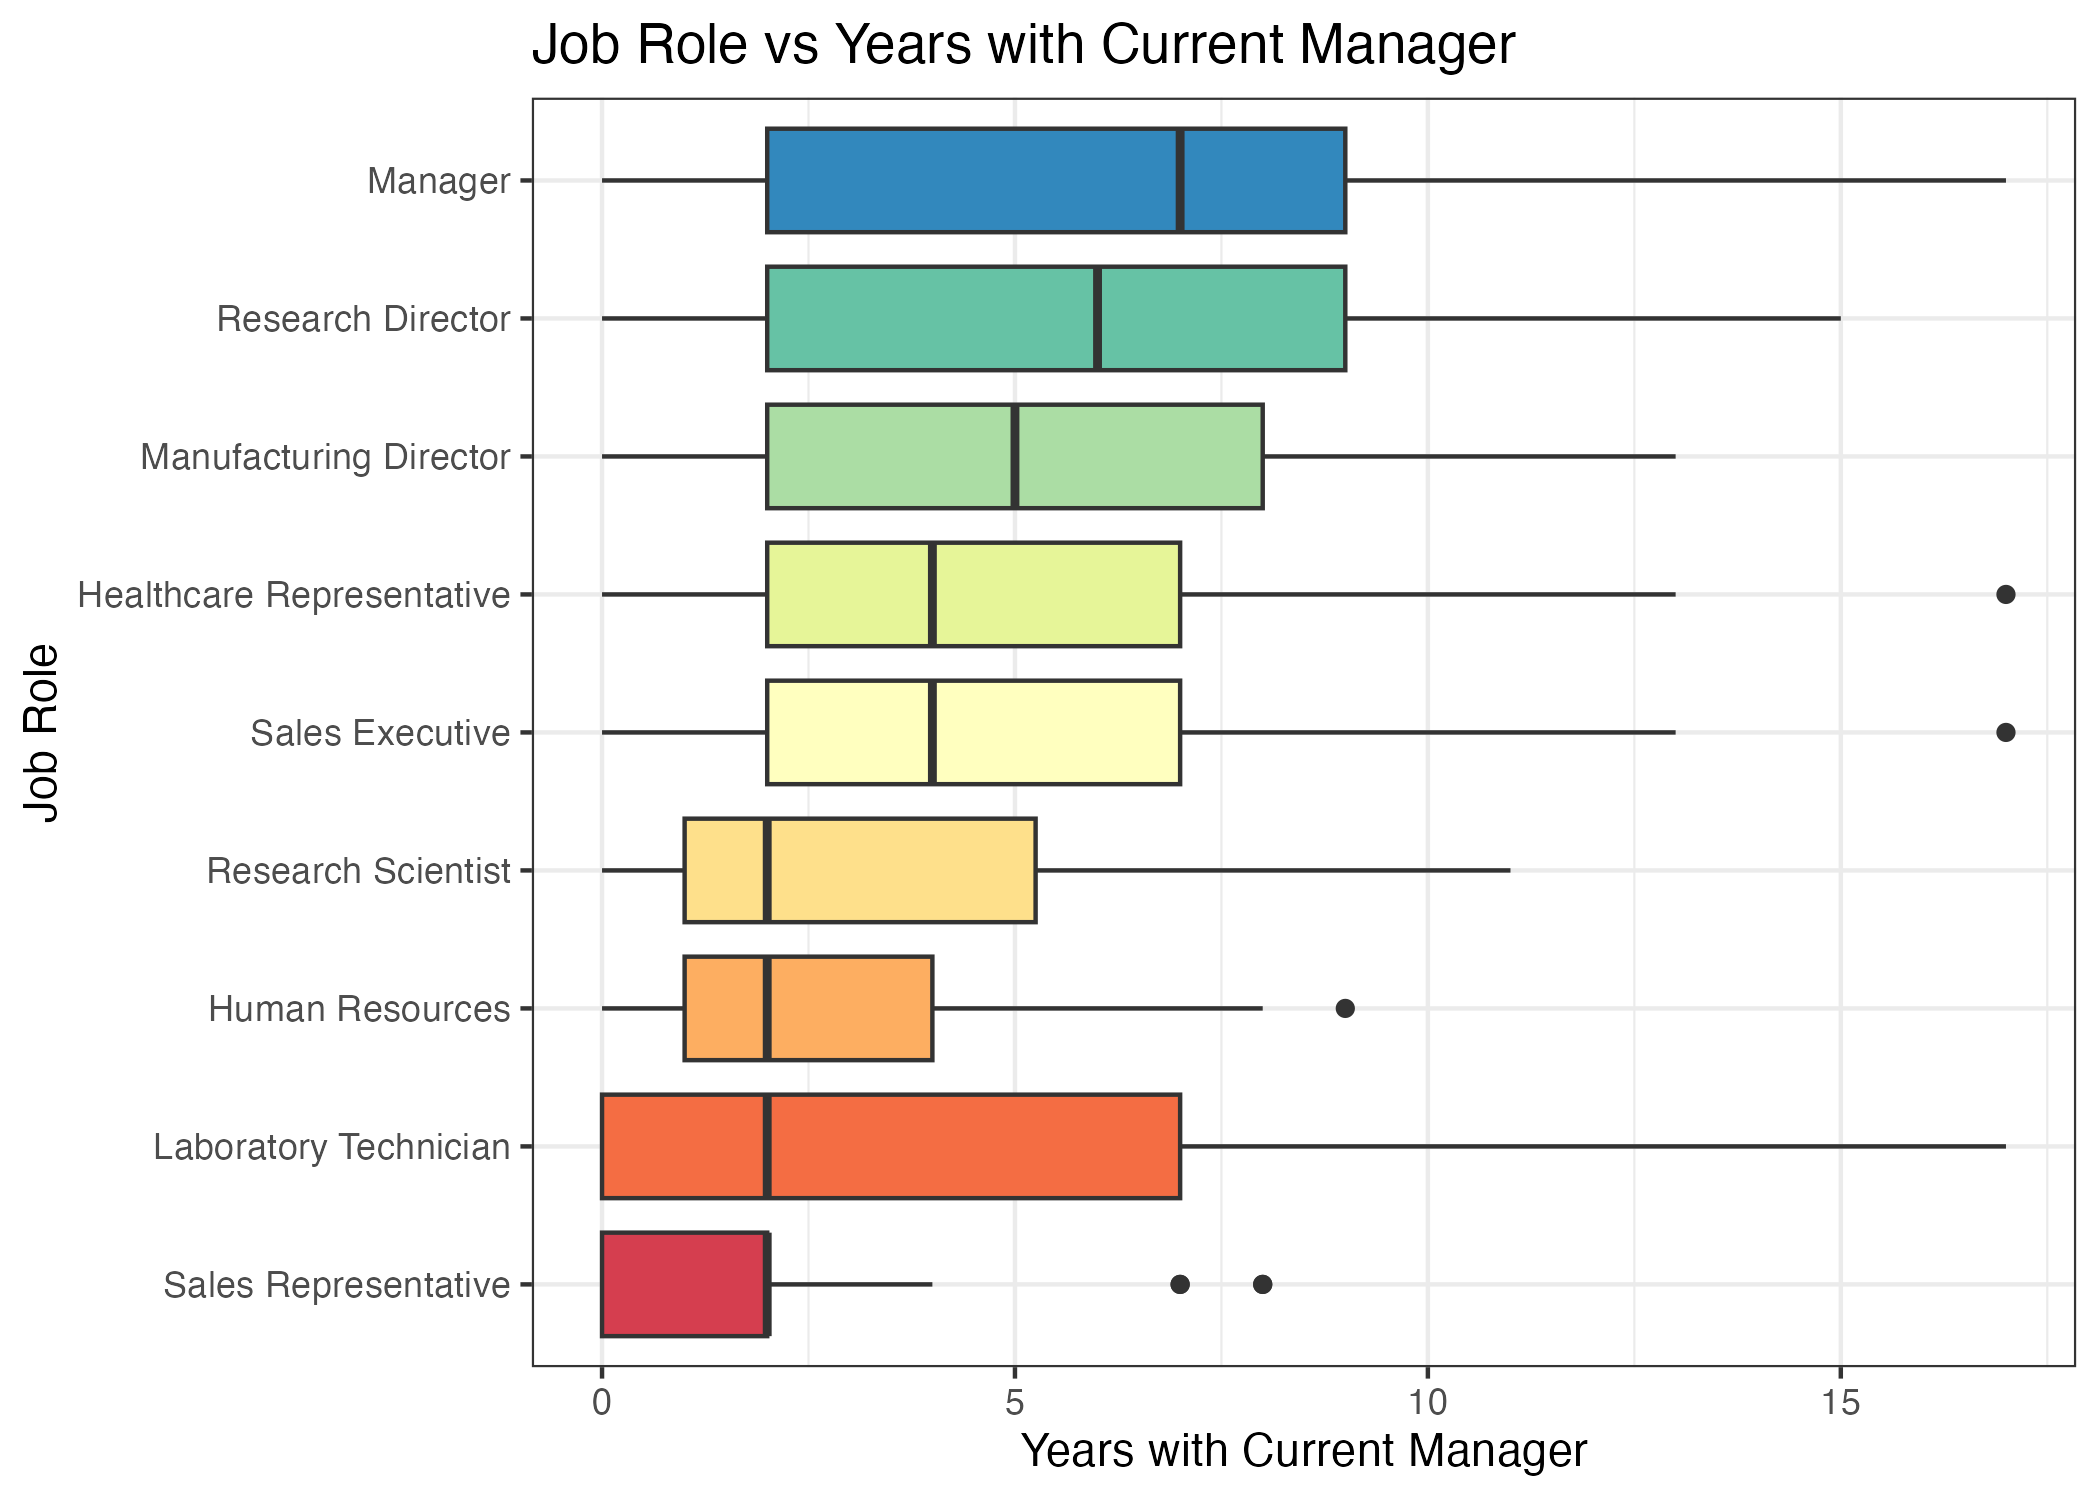 Job Role vs Years with Current Manager
Job Role
Manager
Research Director
Manufacturing Director
Healthcare Representative
Sales Executive
Research Scientist
Human Resources
Laboratory Technician
Sales Representative
0 5 10 15
Years with Current Manager